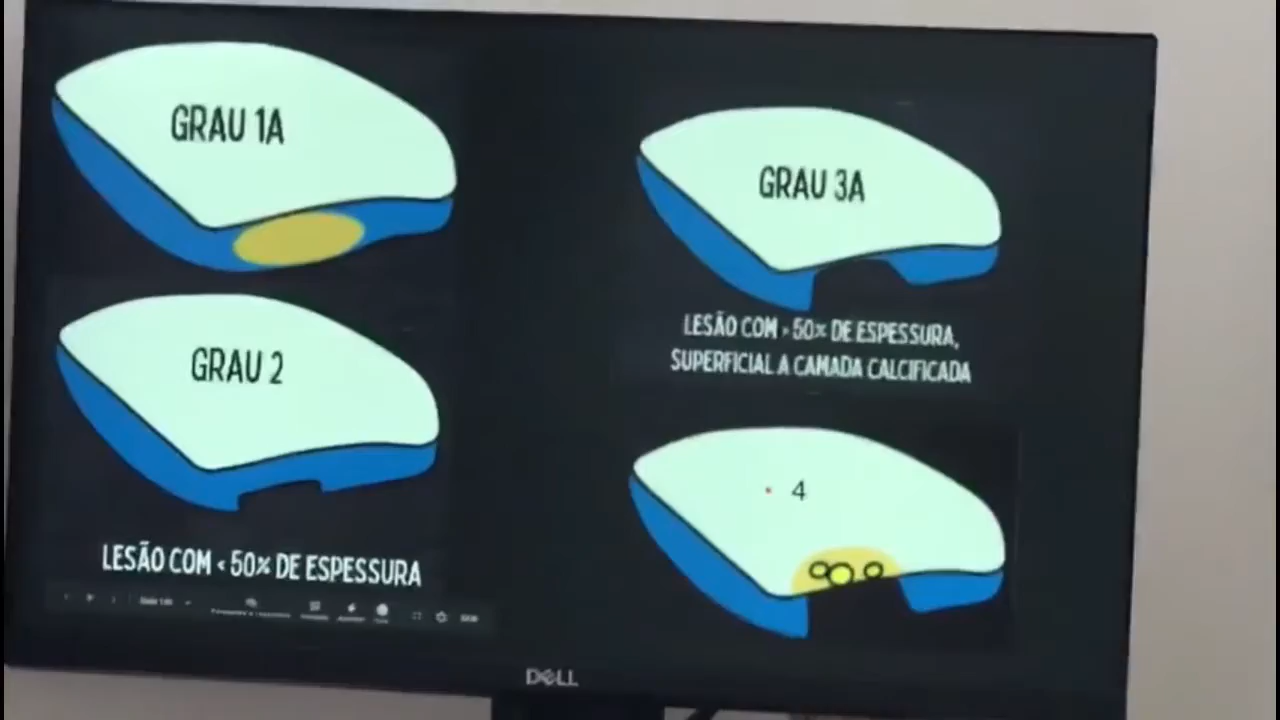 GRAU 1A
GRAU 2
LESÃO COM < 50% DE ESPESSURA
GRAU 3A
LESÃO COM > 50% DE ESPESSURA,
SUPERFICIAL A CAMADA CALCIFICADA
4
DELL